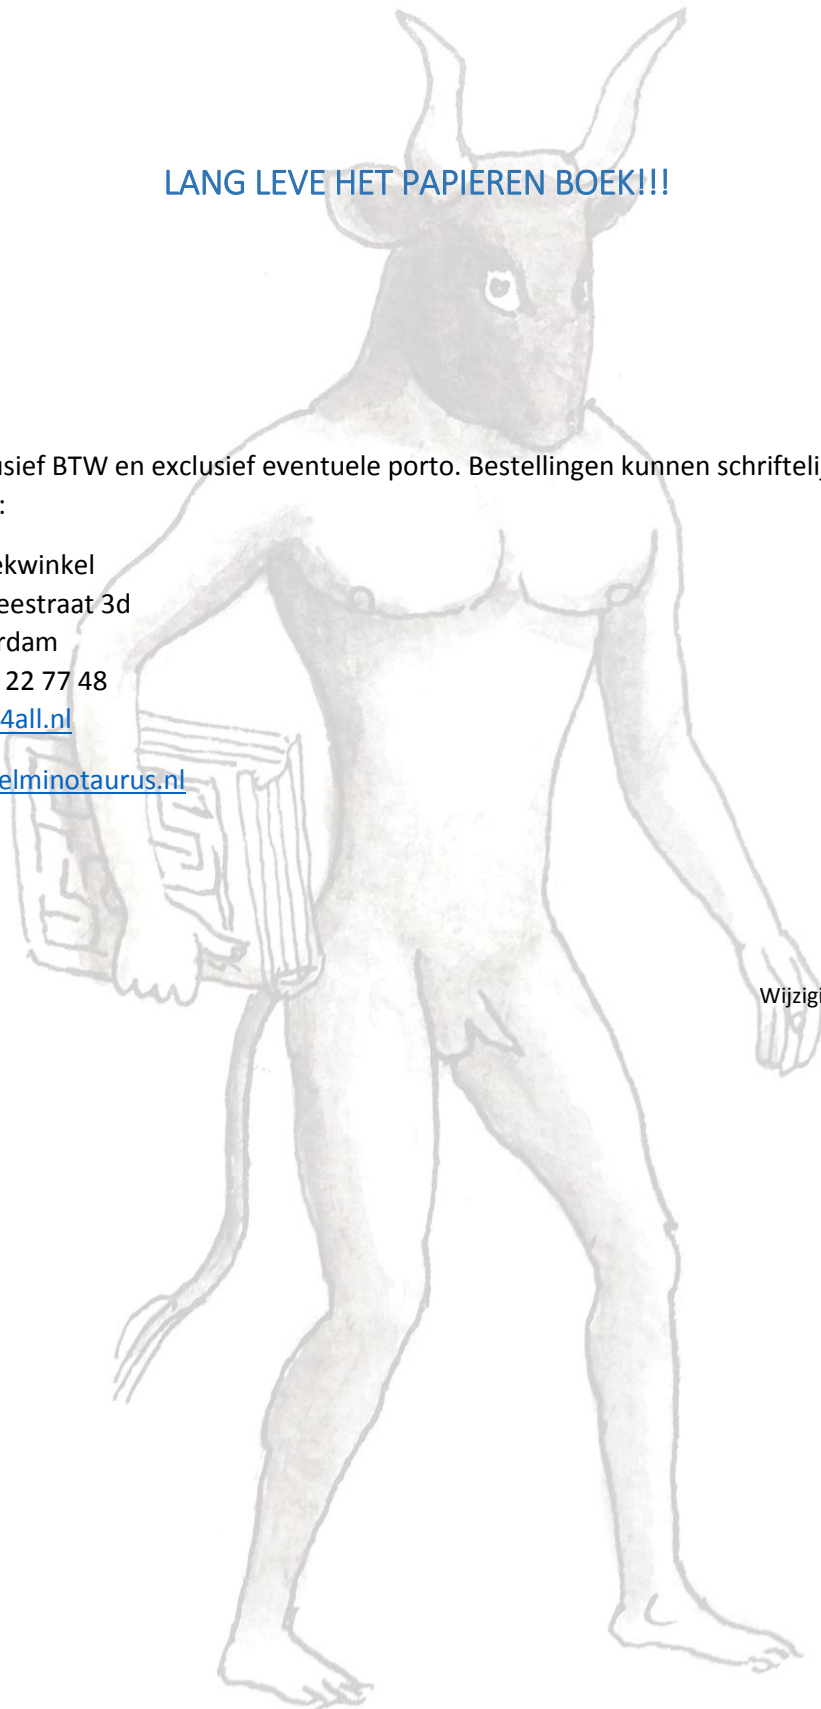 LANG LEVE HET PAPIEREN BOEK!!!
usief BTW en exclusief eventuele porto. Bestellingen kunnen schriftelij
:
ekwinkel
eestraat 3d
rdam
22 77 48
4all.nl
elminotaurus.nl
Wijzigi